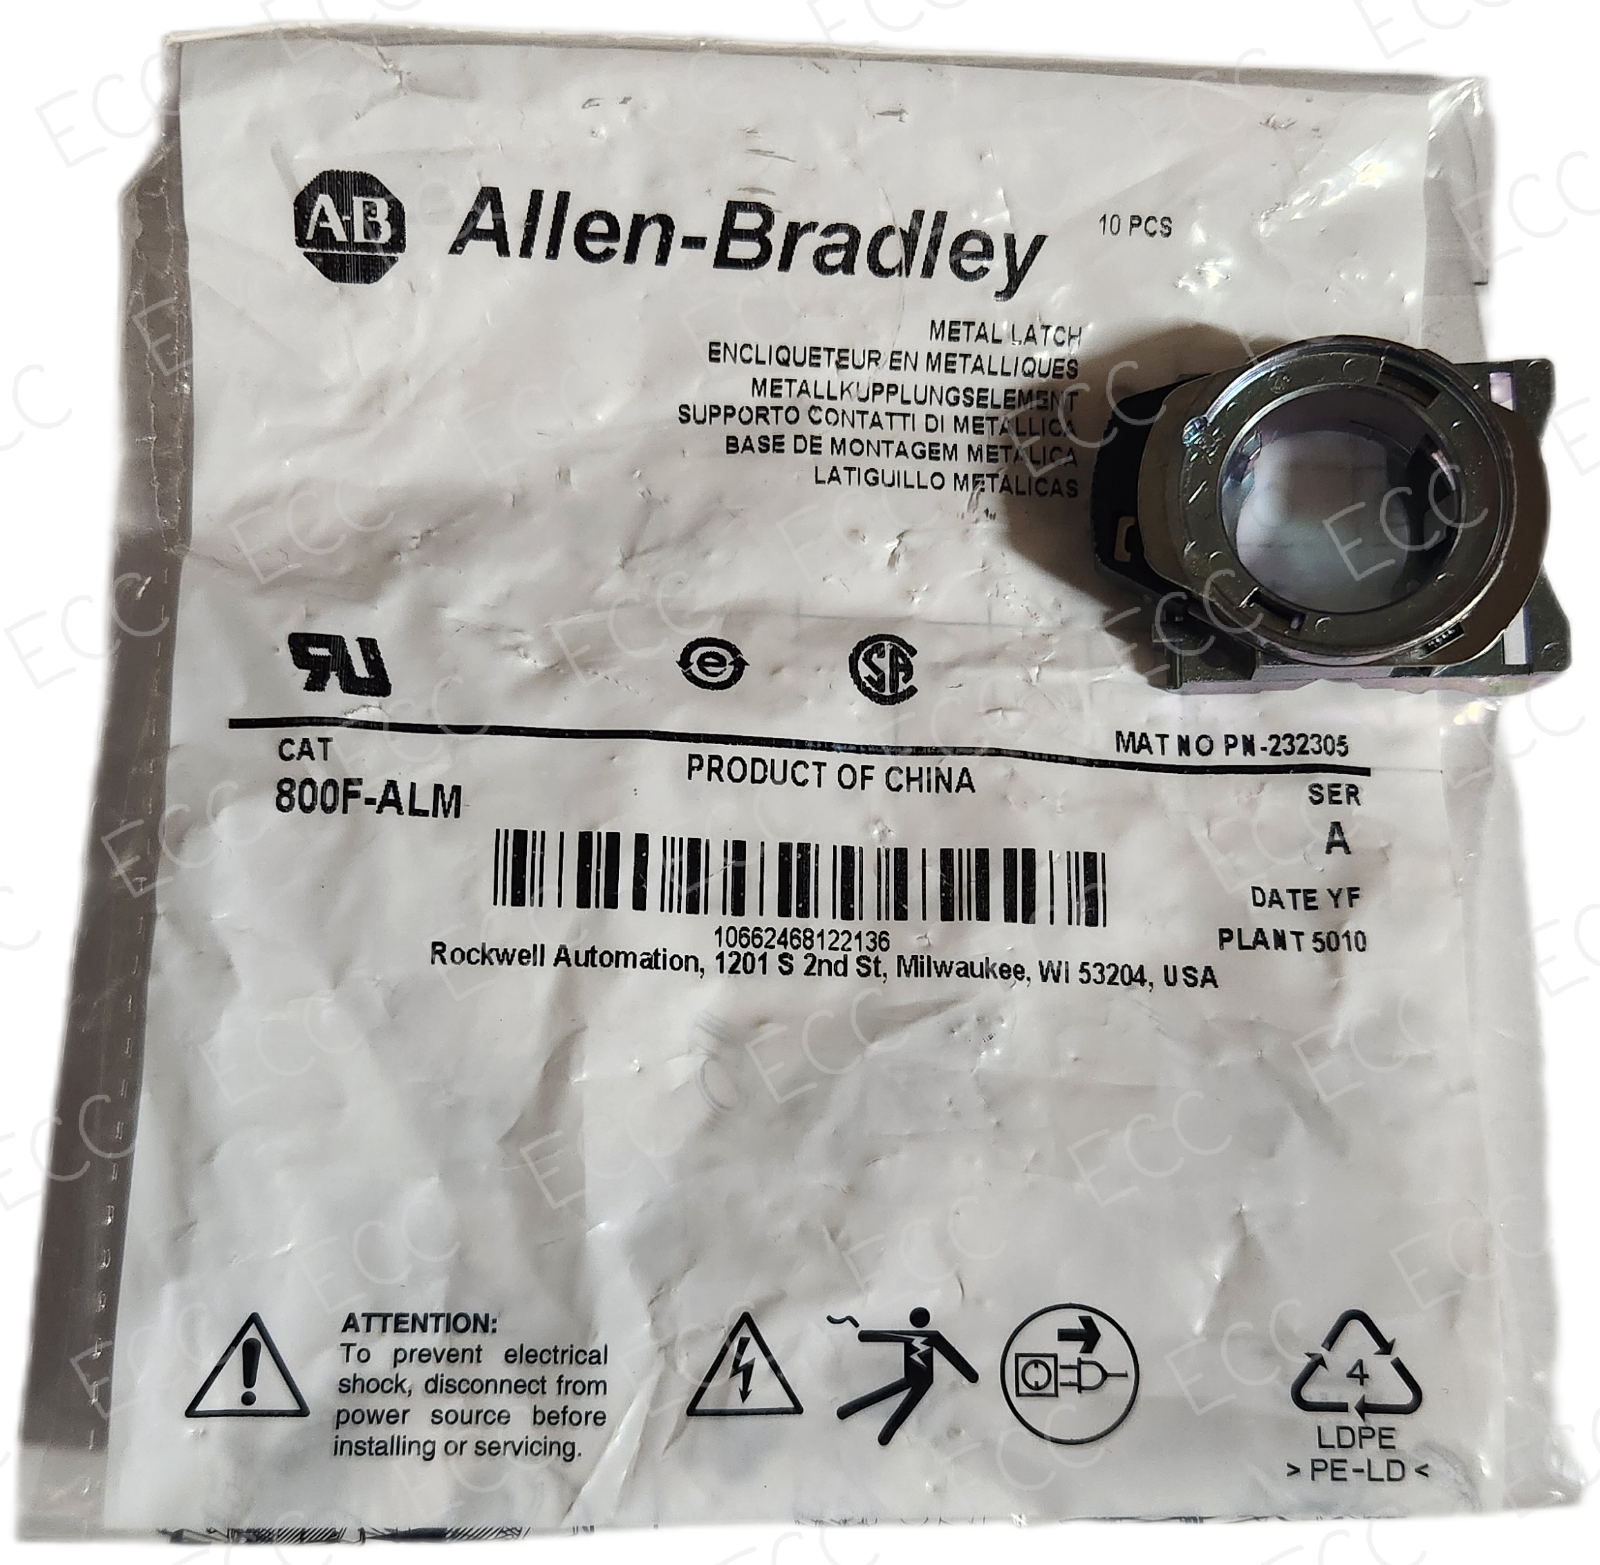 A-B Allen-Bradley
10 PCS
METAL LATCH
ENCLIQUETEUR EN METALLIQUES
METALLKUPPLUNGSELEMENT
SUPPORTO CONTATTI DI METALLICA
BASE DE MONTAGEM METALICA
LATIGUILLO METALICAS
UR e SA
MAT NO PN-232305
CAT
PRODUCT OF CHINA
SER
800F-ALM
A
DATE YF
10662468122136
PLANT 5010
Rockwell Automation, 1201 S 2nd St, Milwaukee, WI 53204, USA
ATTENTION:
To prevent electrical
shock, disconnect from
power source before
installing or servicing.
4
LDPE
> PE-LD <
ECC